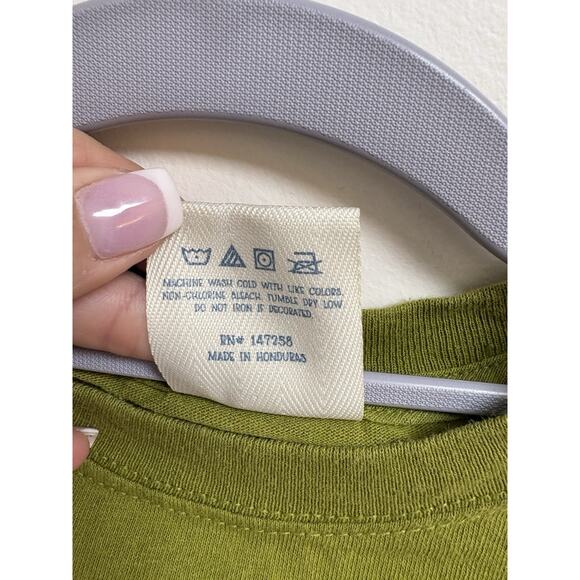 MACHINE WASH COLD WITH LIKE COLORS.
NON-CHLORINE BLEACH. TUMBLE DRY LOW
DO NOT IRON IF DECORATED.
RN# 147258
MADE IN HONDURAS